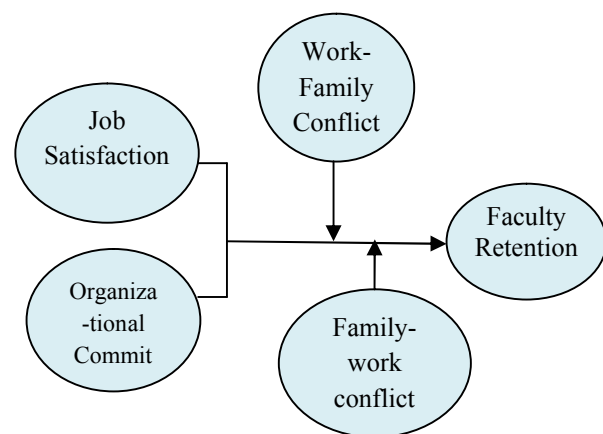 Work-
Family
Conflict
Job
Satisfaction
Faculty
Retention
Organiza
-tional
Commit
Family-
work
conflict